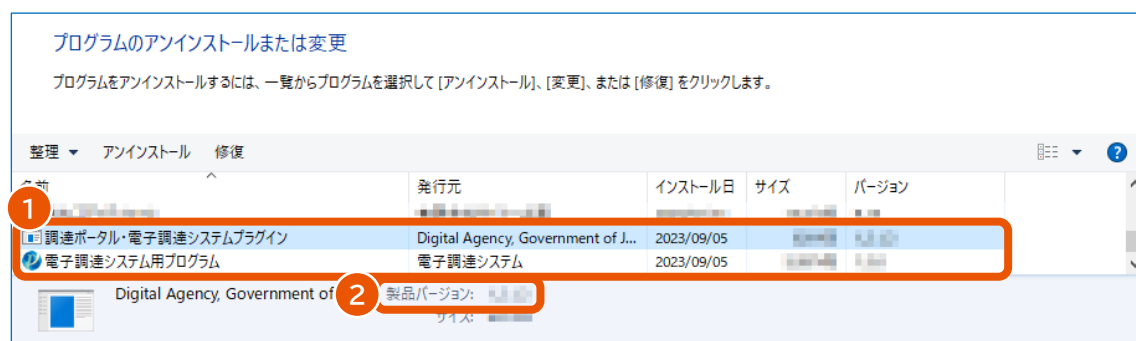 プログラムのアンインストールまたは変更
プログラムをアンインストールするには、一覧からプログラムを選択して [アンインストール]、[変更]、または [修復] をクリックします。
整理 ▼ アンインストール 修復
名前 発行元 インストール日 サイズ バージョン
1
調達ポータル・電子調達システムプラグイン Digital Agency, Government of J... 2023/09/05
電子調達システム用プログラム 電子調達システム 2023/09/05
Digital Agency, Government of 2 製品バージョン:
サイズ: